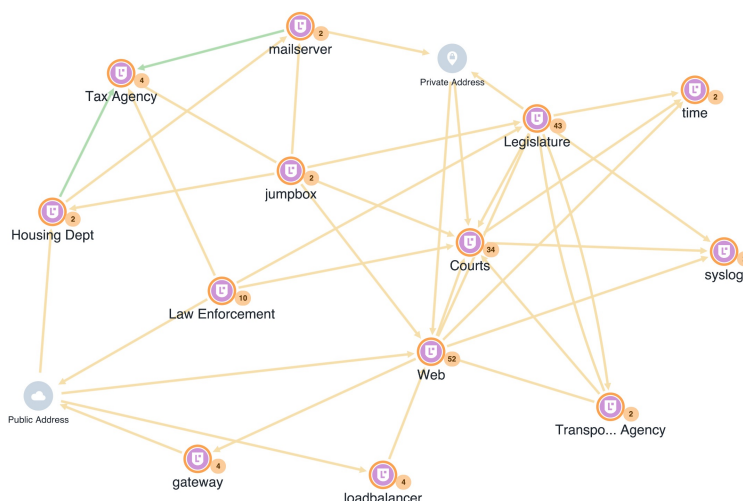 2
mailserver
4
Tax Agency
Private Address
2
time
43
Legislature
2
jumpbox
2
Housing Dept
34
Courts
syslog
10
Law Enforcement
52
Web
Public Address
2
Transpo... Agency
4
gateway
4
loadbalancer